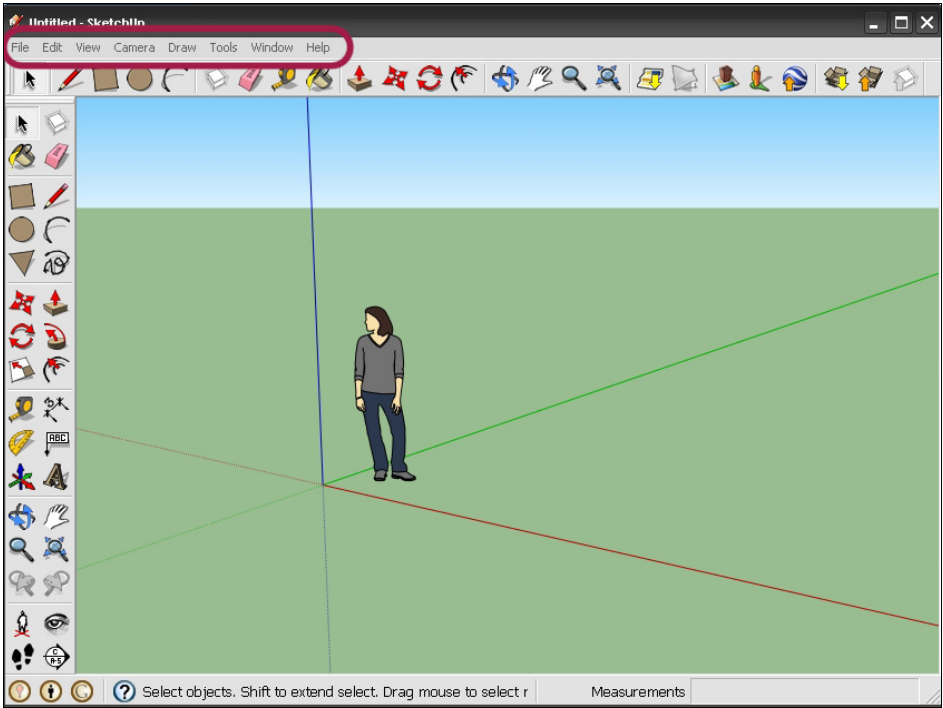 Untitled - SketchUp
File Edit View Camera Draw Tools Window Help
ABC
A
C
A-5
G
? Select objects. Shift to extend select. Drag mouse to select r
Measurements